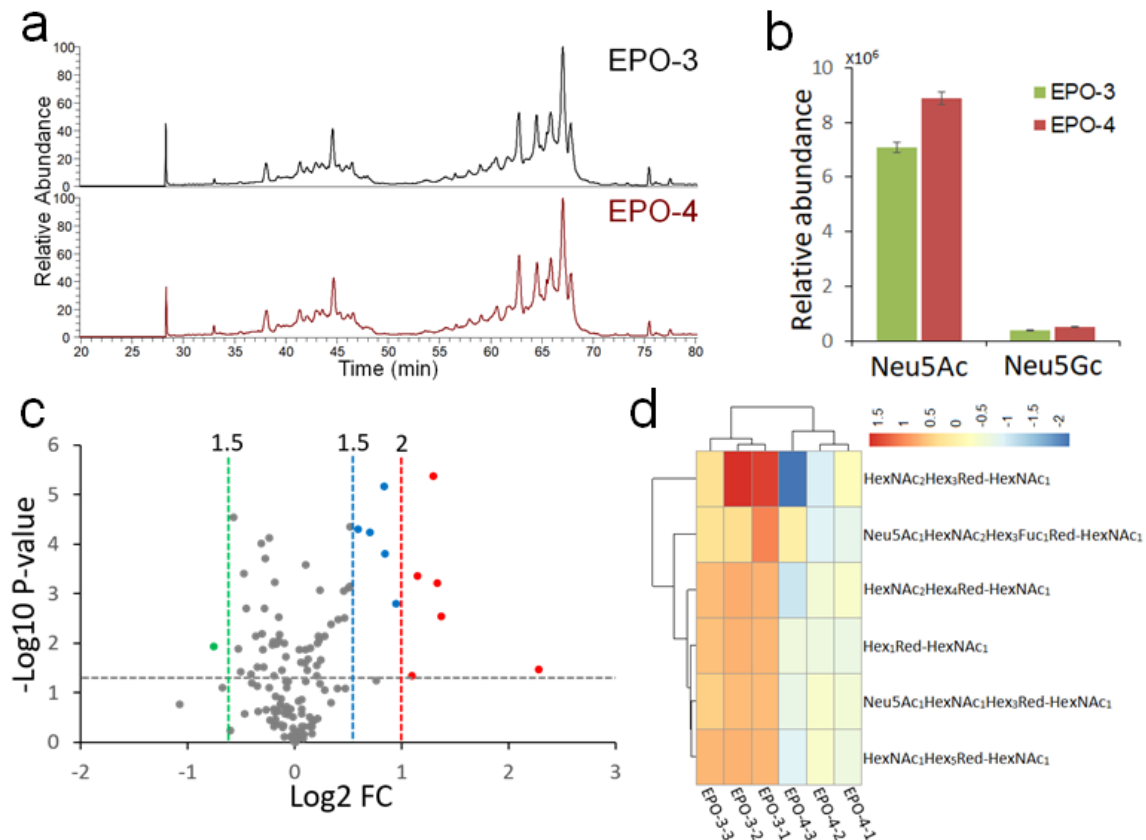 a
EPO-3
100
80
60
40
20
0
EPO-4
100
80
60
40
20
0
Relative Abundance
20 25 30 35 40 45 50 55 60 65 70 75 80
Time (min)
b
x10⁶
10
8
6
4
2
0
Relative abundance
EPO-3
EPO-4
Neu5Ac Neu5Gc
c
1.5 1.5 2
6
5
4
3
2
1
0
-Log10 P-value
-2 -1 0 1 2 3
Log2 FC
d
1.5 1 0.5 0 -0.5 -1 -1.5 -2
HexNAc₂Hex₃Red-HexNAc₁
Neu5Ac₁HexNAc₂Hex₃Fuc₁Red-HexNAc₁
HexNAc₂Hex₄Red-HexNAc₁
Hex₁Red-HexNAc₁
Neu5Ac₁HexNAc₁Hex₃Red-HexNAc₁
HexNAc₁Hex₅Red-HexNAc₁
EPO-3-3
EPO-3-2
EPO-3-1
EPO-4-3
EPO-4-2
EPO-4-1